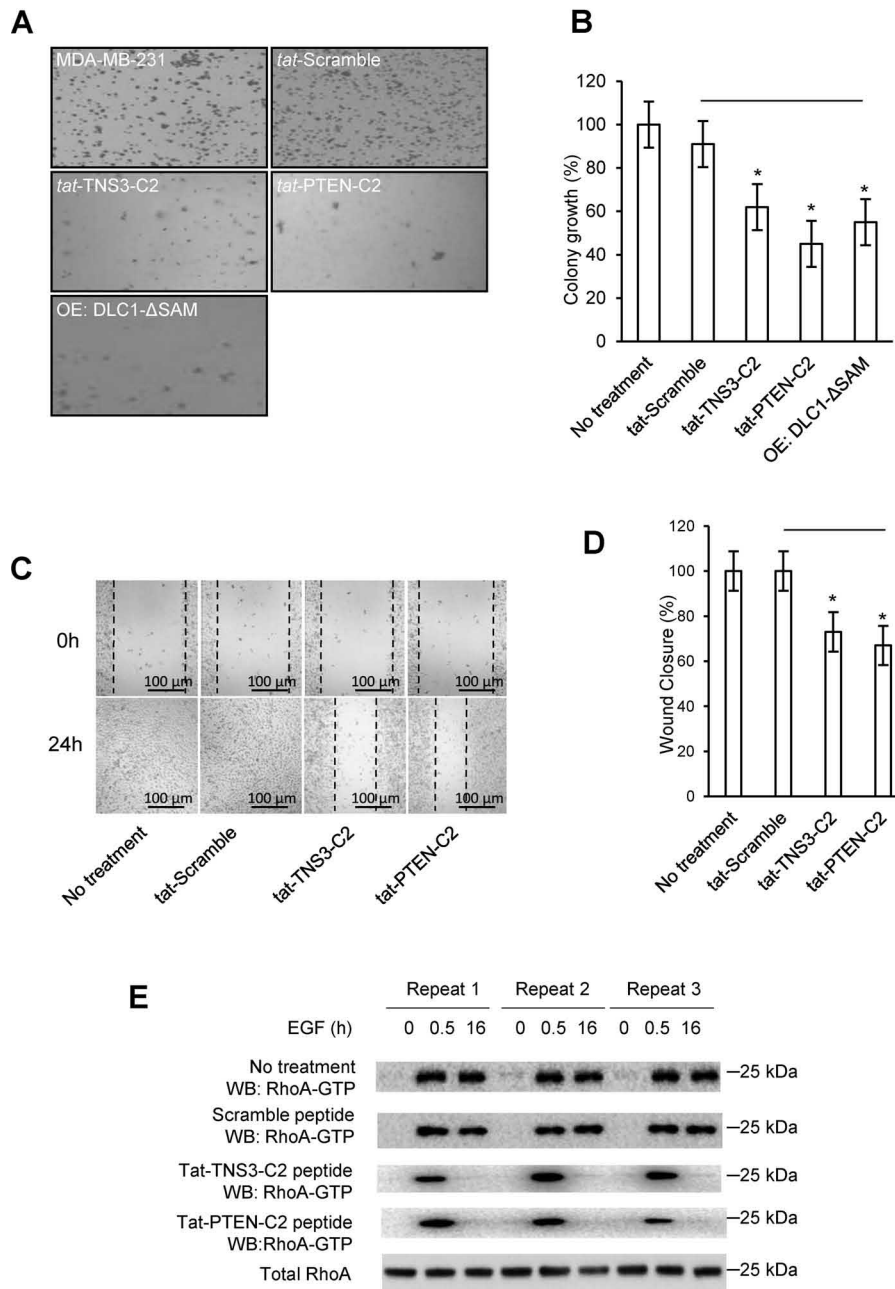 A
MDA-MB-231
tat-Scramble
tat-TNS3-C2
tat-PTEN-C2
OE: DLC1-ΔSAM
B
120
100
80
60
40
20
0
Colony growth (%)
*
*
*
No treatment
tat-Scramble
tat-TNS3-C2
tat-PTEN-C2
OE: DLC1-ΔSAM
C
0h
100 µm
100 µm
100 µm
100 µm
24h
100 µm
100 µm
100 µm
100 µm
No treatment
tat-Scramble
tat-TNS3-C2
tat-PTEN-C2
D
120
100
80
60
40
20
0
Wound Closure (%)
*
*
No treatment
tat-Scramble
tat-TNS3-C2
tat-PTEN-C2
E
Repeat 1 Repeat 2 Repeat 3
EGF (h) 0 0.5 16 0 0.5 16 0 0.5 16
No treatment
WB: RhoA-GTP
–25 kDa
Scramble peptide
WB: RhoA-GTP
–25 kDa
Tat-TNS3-C2 peptide
WB: RhoA-GTP
–25 kDa
Tat-PTEN-C2 peptide
WB:RhoA-GTP
–25 kDa
Total RhoA
–25 kDa